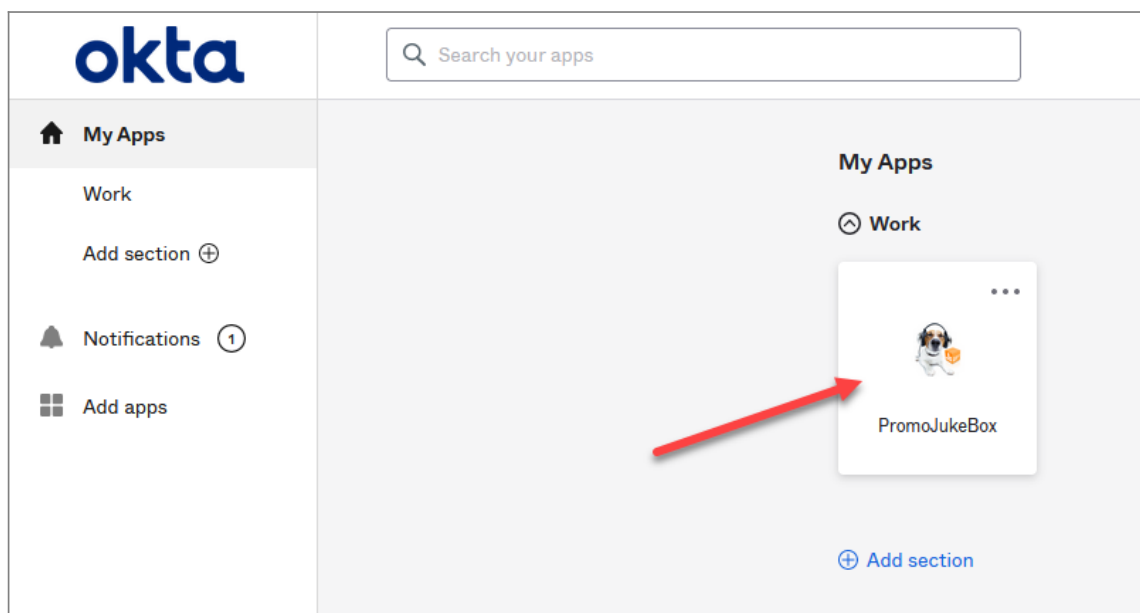 okta
Search your apps
My Apps
Work
Add section
Notifications 1
Add apps
My Apps
Work
PromoJukeBox
Add section